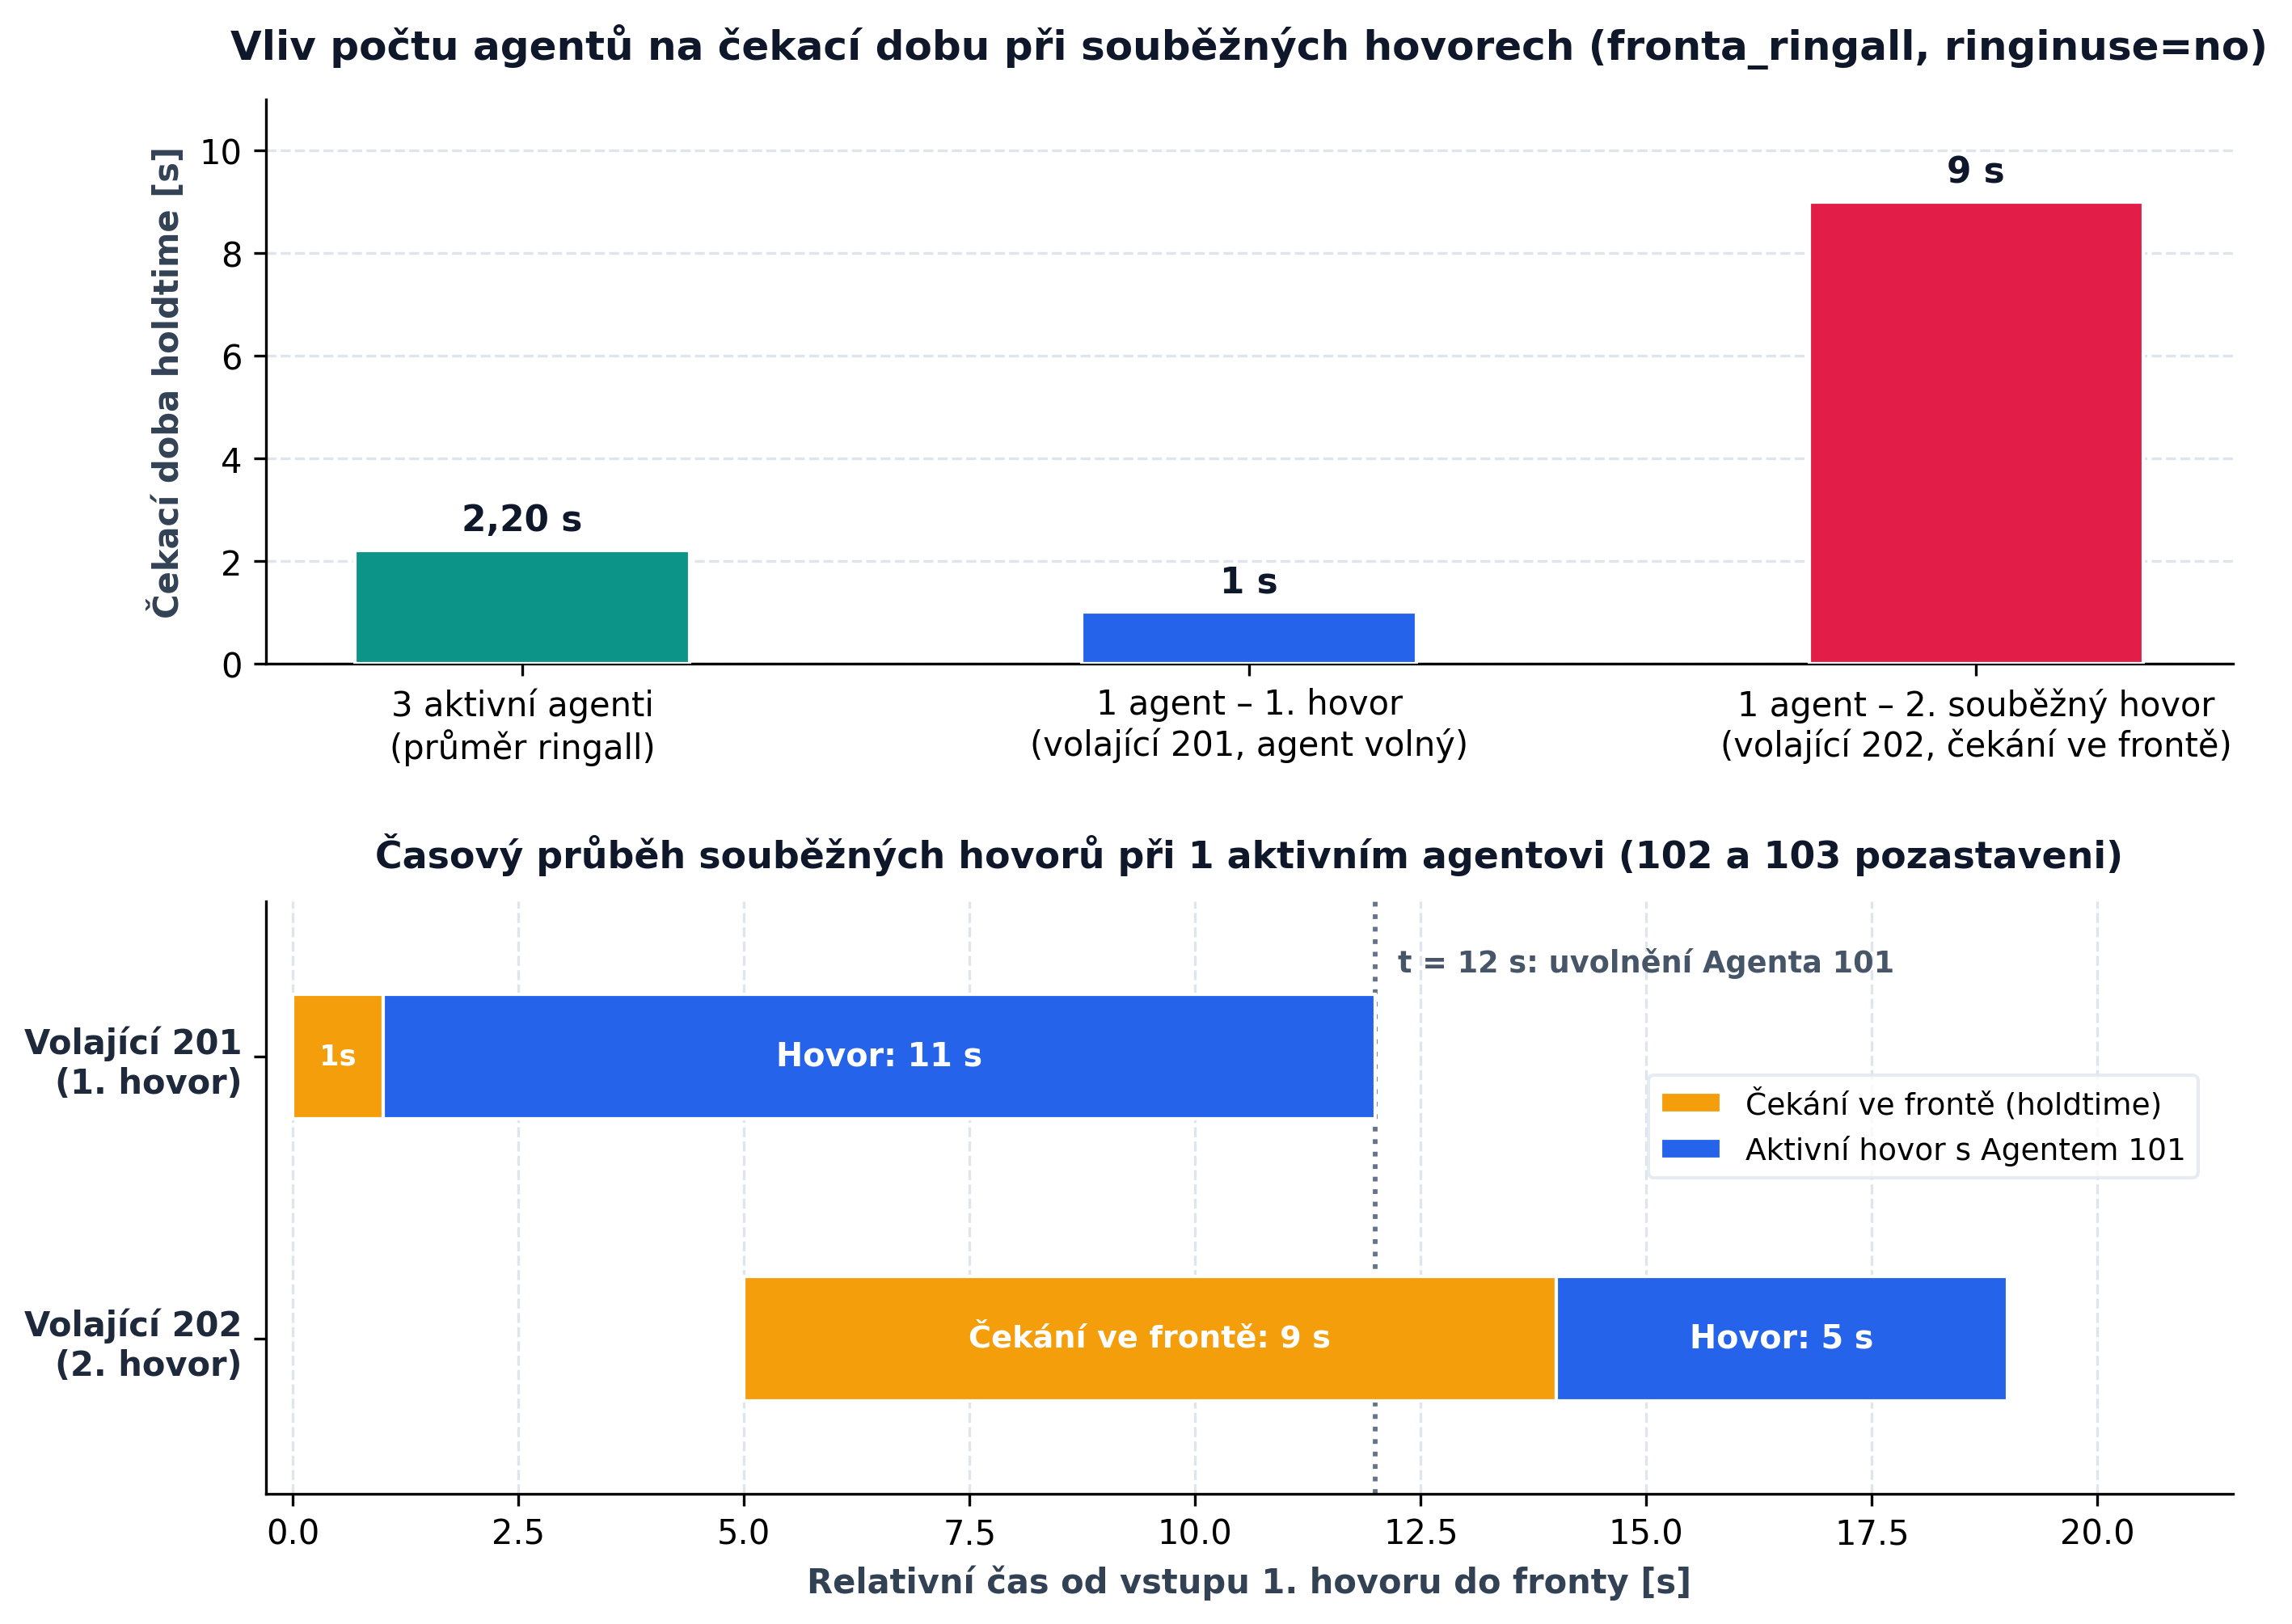 Vliv počtu agentů na čekací dobu při souběžných hovorech (fronta_ringall, ringinuse=no)
Čekací doba holdtime [s]
10
8
6
4
2
0
2,20 s
1 s
9 s
3 aktivní agenti
(průměr ringall)
1 agent – 1. hovor
(volající 201, agent volný)
1 agent – 2. souběžný hovor
(volající 202, čekání ve frontě)
Časový průběh souběžných hovorů při 1 aktivním agentovi (102 a 103 pozastaveni)
t = 12 s: uvolnění Agenta 101
Volající 201
(1. hovor)
1s
Hovor: 11 s
Čekání ve frontě (holdtime)
Aktivní hovor s Agentem 101
Volající 202
(2. hovor)
Čekání ve frontě: 9 s
Hovor: 5 s
0.0
2.5
5.0
7.5
10.0
12.5
15.0
17.5
20.0
Relativní čas od vstupu 1. hovoru do fronty [s]